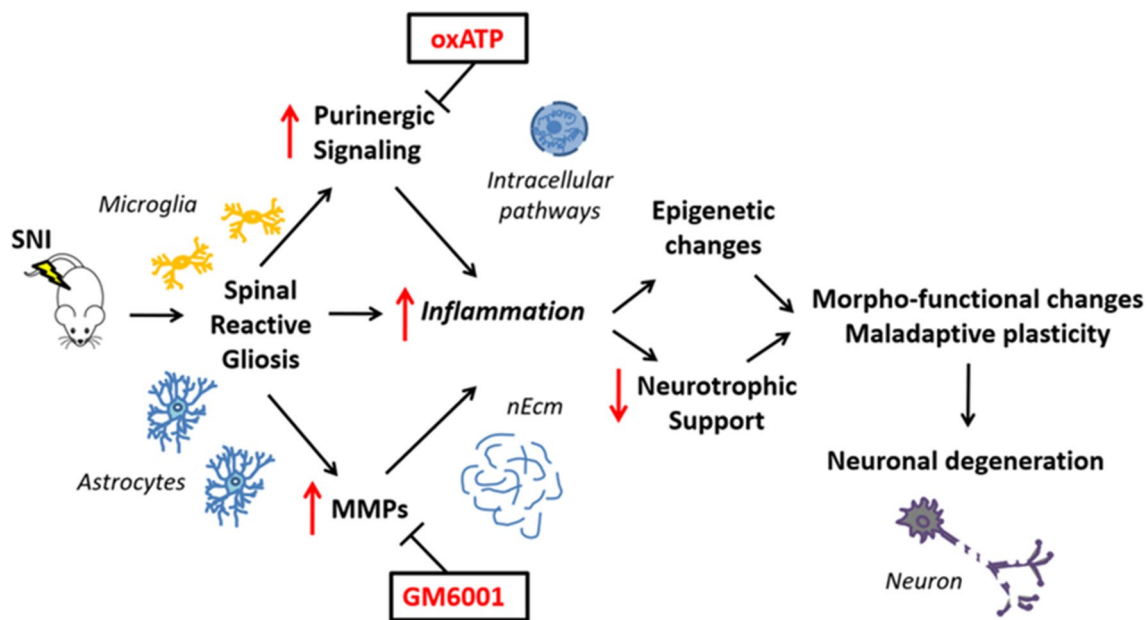 oxATP
Purinergic
Signaling
Intracellular
pathways
Microglia
SNI
Spinal
Reactive
Gliosis
Inflammation
Epigenetic
changes
Morpho-functional changes
Maladaptive plasticity
Neurotrophic
Support
nEcm
Astrocytes
MMPs
Neuronal degeneration
GM6001
Neuron